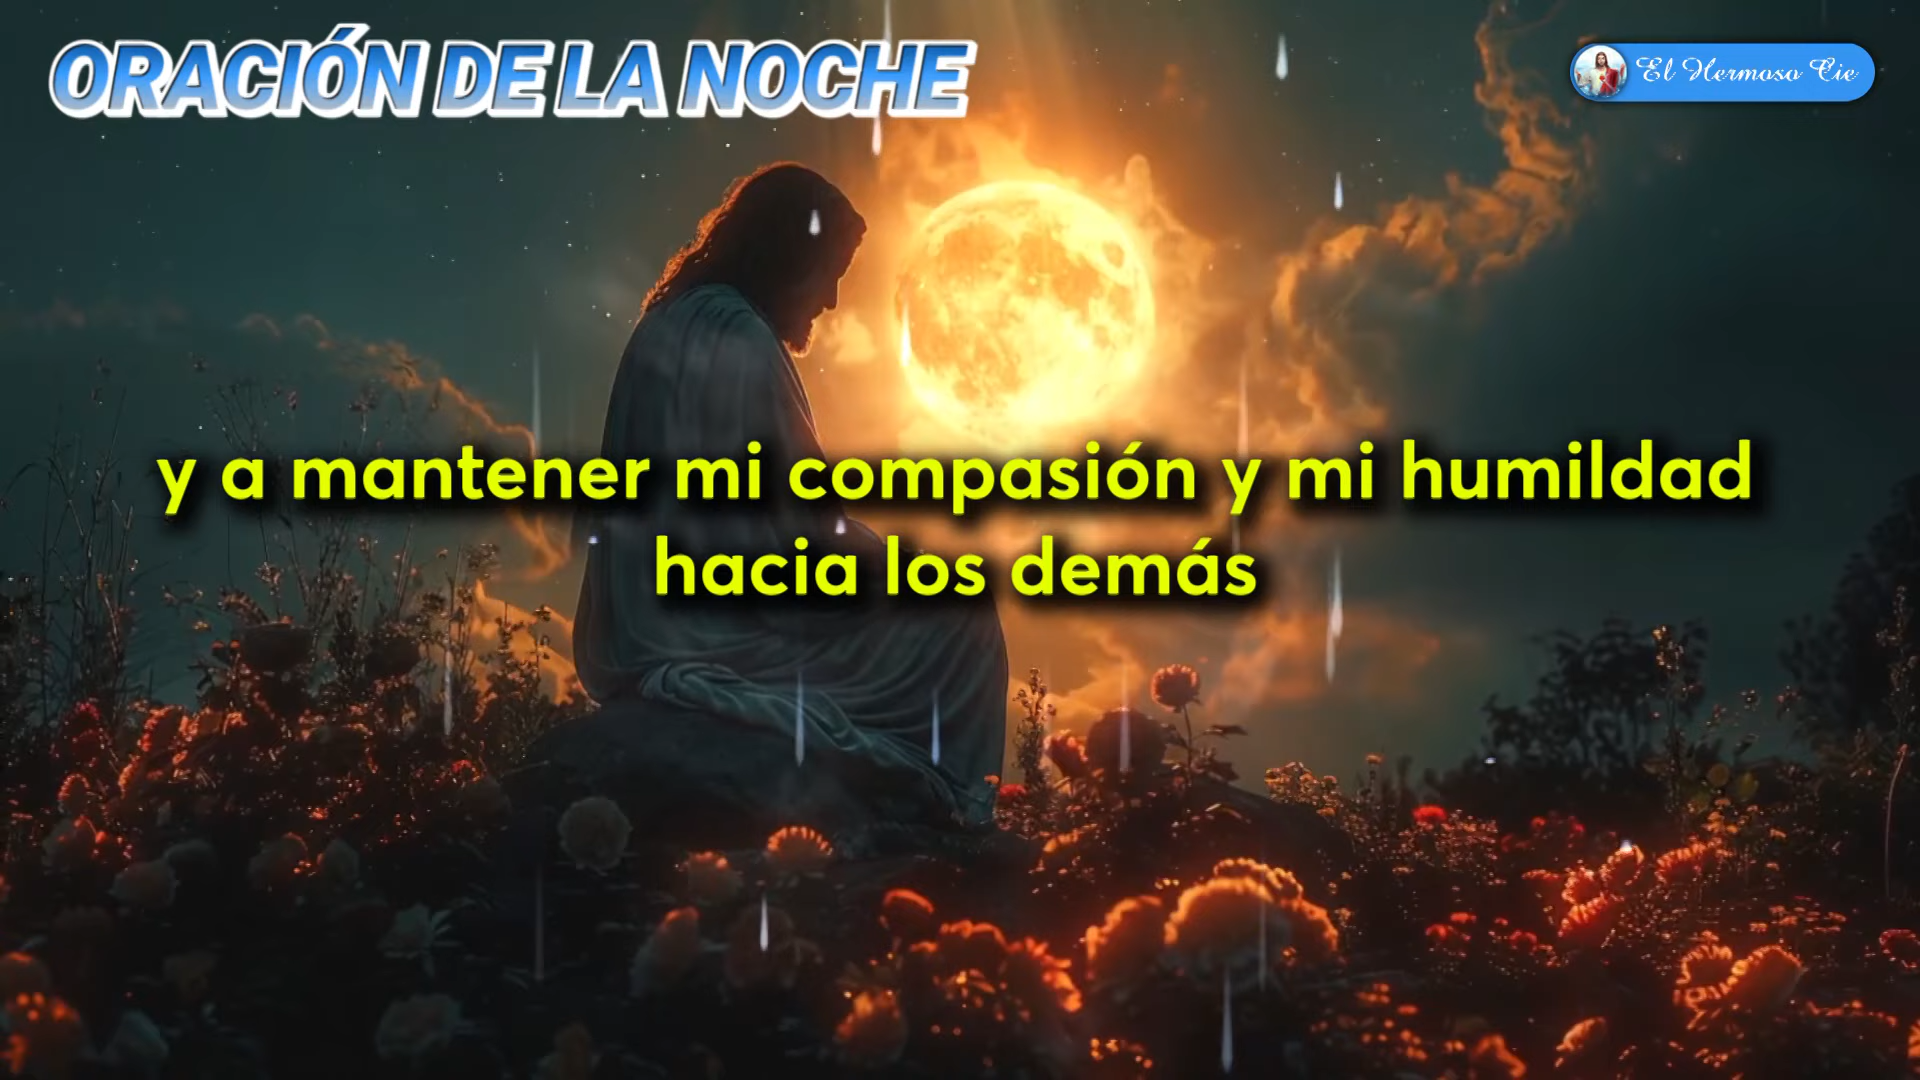 ORACIÓN DE LA NOCHE
El Hermoso Cie
y a mantener mi compasión y mi humildad
hacia los demás